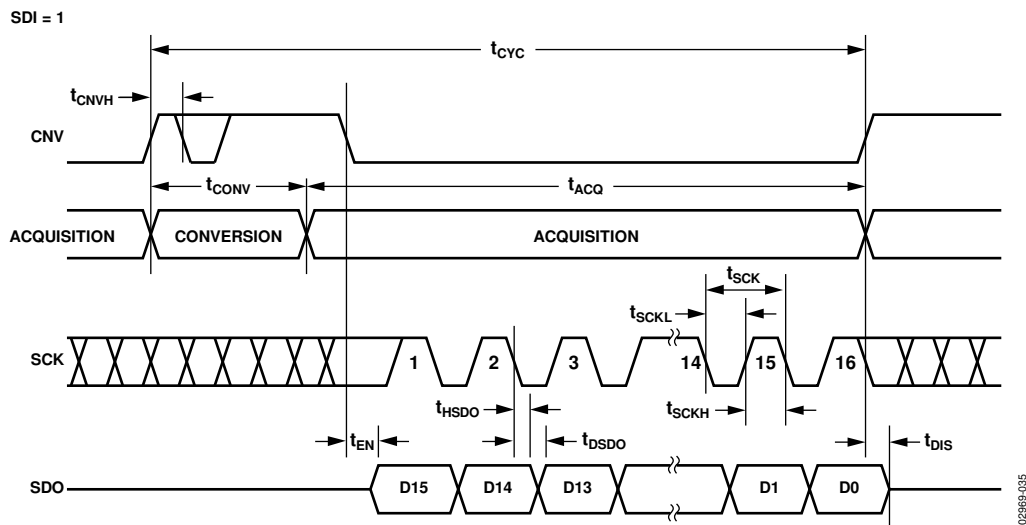 SDI = 1
tCYC
tCNVH
CNV
tCONV
tACQ
ACQUISITION
CONVERSION
ACQUISITION
tSCK
tSCKL
SCK
1
2
3
14
15
16
tHSDO
tSCKH
tEN
tDSDO
tDIS
SDO
D15
D14
D13
D1
D0
02969-035